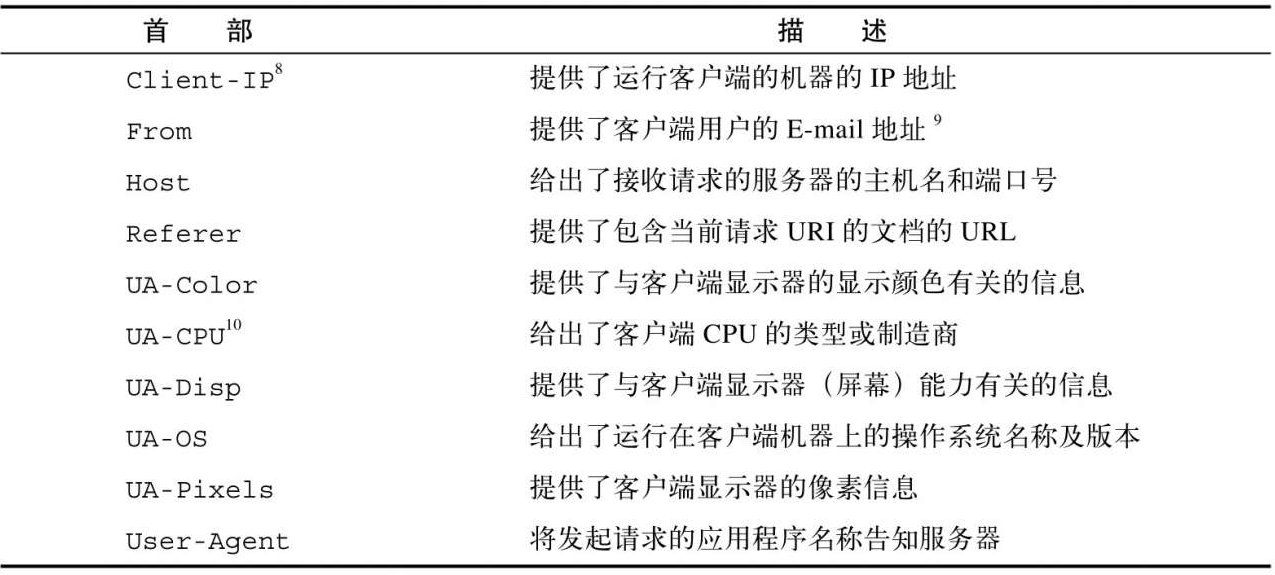 首 部 描 述
Client-IP8 提供了运行客户端的机器的 IP 地址
From 提供了客户端用户的 E-mail 地址 9
Host 给出了接收请求的服务器的主机名和端口号
Referer 提供了包含当前请求 URI 的文档的 URL
UA-Color 提供了与客户端显示器的显示颜色有关的信息
UA-CPU10 给出了客户端 CPU 的类型或制造商
UA-Disp 提供了与客户端显示器（屏幕）能力有关的信息
UA-OS 给出了运行在客户端机器上的操作系统名称及版本
UA-Pixels 提供了客户端显示器的像素信息
User-Agent 将发起请求的应用程序名称告知服务器